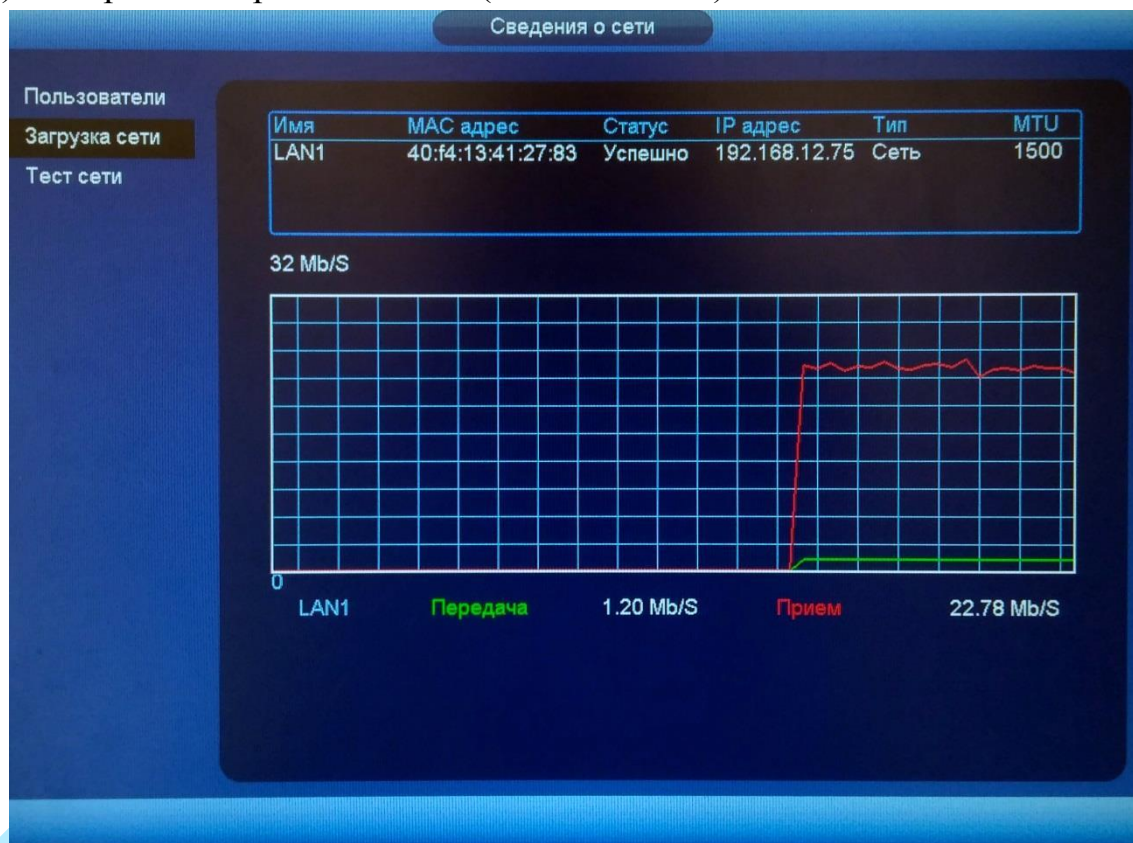 Сведения о сети
Пользователи
Загрузка сети
Тест сети
Имя MAC адрес Статус IP адрес Тип MTU
LAN1 40:f4:13:41:27:83 Успешно 192.168.12.75 Сеть 1500
32 Mb/S
0
LAN1 Передача 1.20 Mb/S Прием 22.78 Mb/S